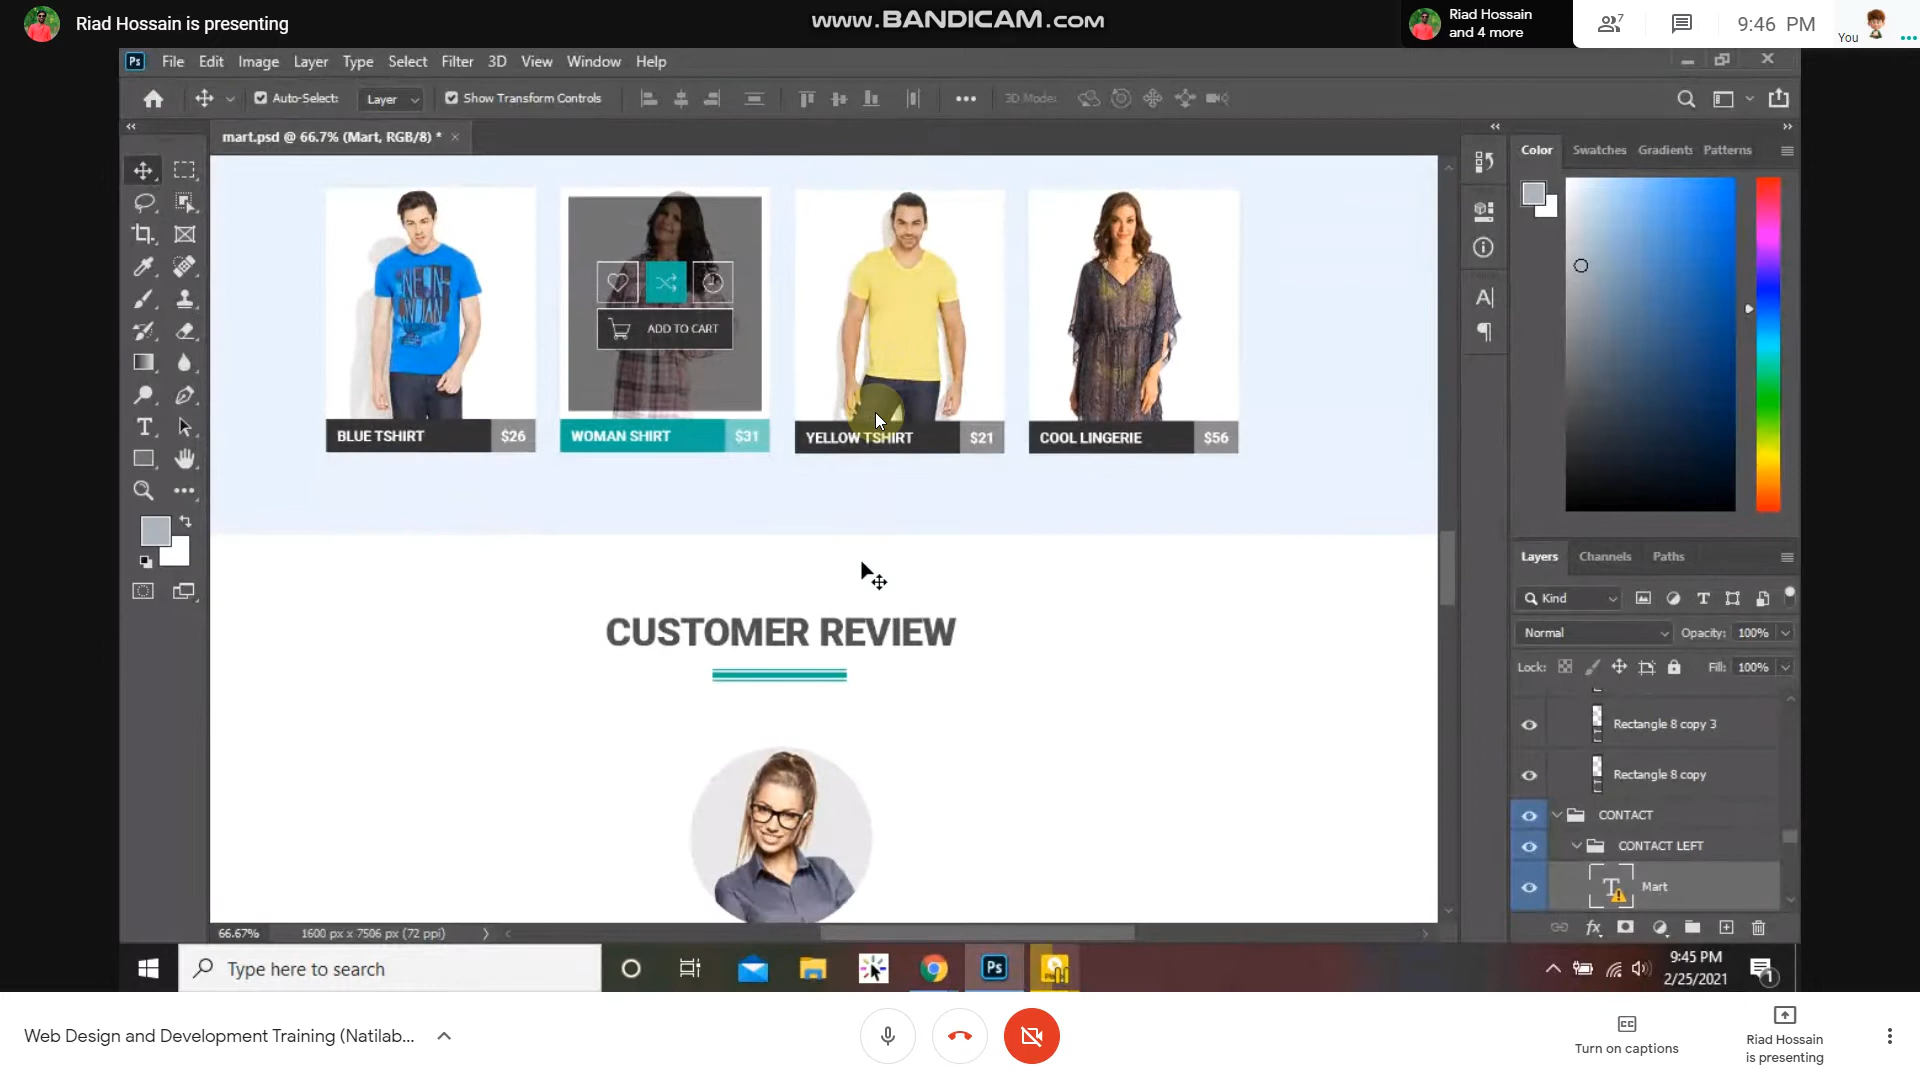 Riad Hossain is presenting
www.BANDICAM.com
Riad Hossain
and 4 more
7
9:46 PM
You
Ps File Edit Image Layer Type Select Filter 3D View Window Help
Auto-Select: Layer Show Transform Controls 3D Mode:
mart.psd @ 66.7% (Mart, RGB/8) *
Color Swatches Gradients Patterns
NEON
INDIAN
ADD TO CART
BLUE TSHIRT $26
WOMAN SHIRT $31
YELLOW TSHIRT $21
COOL LINGERIE $56
CUSTOMER REVIEW
Layers Channels Paths
Kind
Normal Opacity: 100%
Lock: Fill: 100%
Rectangle 8 copy 3
Rectangle 8 copy
CONTACT
CONTACT LEFT
Mart
66.67% 1600 px x 7506 px (72 ppi)
Type here to search
Ps
9:45 PM
2/25/2021
1
Web Design and Development Training (Natilab...
Turn on captions
Riad Hossain
is presenting